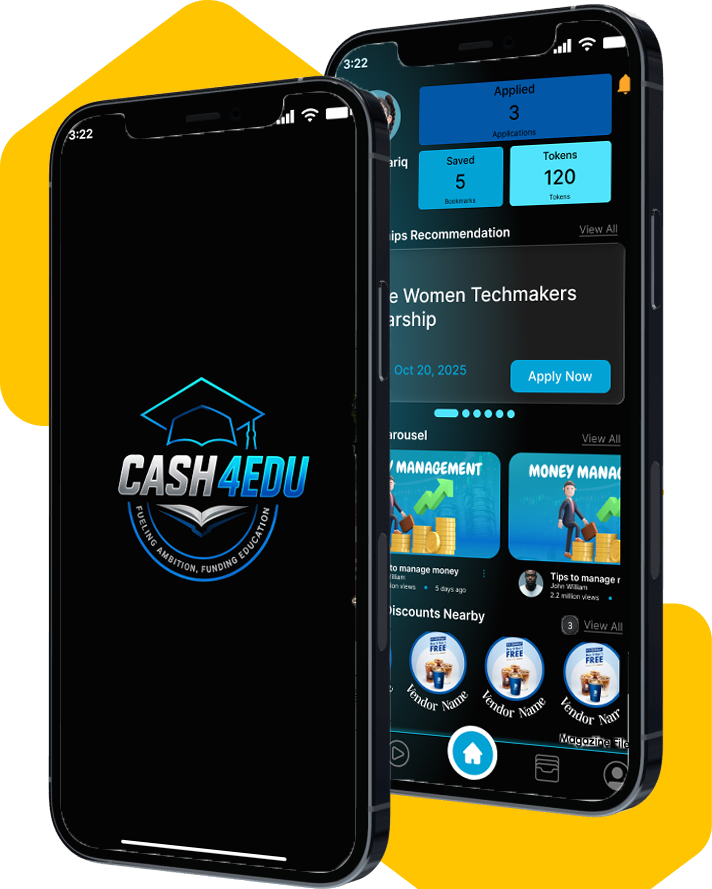 3:22
CASH4EDU
FUELING AMBITION, FUNDING EDUCATION
3:22
Applied
3
Applications
ariq
Saved
5
Bookmarks
Tokens
120
Tokens
ips Recommendation
View All
e Women Techmakers
arship
Oct 20, 2025
Apply Now
arousel
View All
Y MANAGEMENT
MONEY MANAG
to manage money
lliam
ion views • 5 days ago
Tips to manage r
John William
2.2 million views •
Discounts Nearby
3
View All
FREE
FREE
FREE
Vendor Name
Vendor Name
Vendor Nam
Magazine File